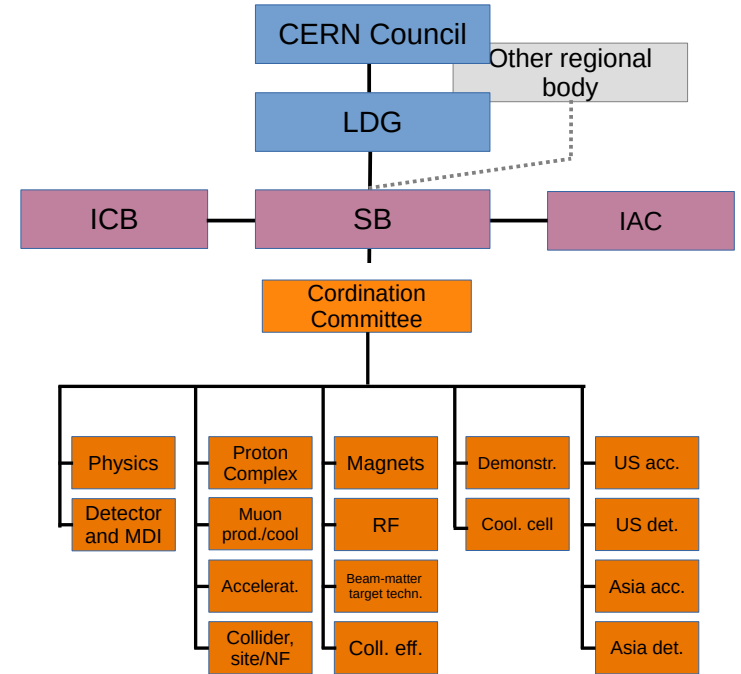 CERN Council
Other regional
body
LDG
ICB
SB
IAC
Cordination
Committee
Physics
Proton
Complex
Magnets
Demonstr.
US acc.
Detector
and MDI
Muon
prod./cool
RF
Cool. cell
US det.
Accelerat.
Beam-matter
target techn.
Asia acc.
Collider,
site/NF
Coll. eff.
Asia det.